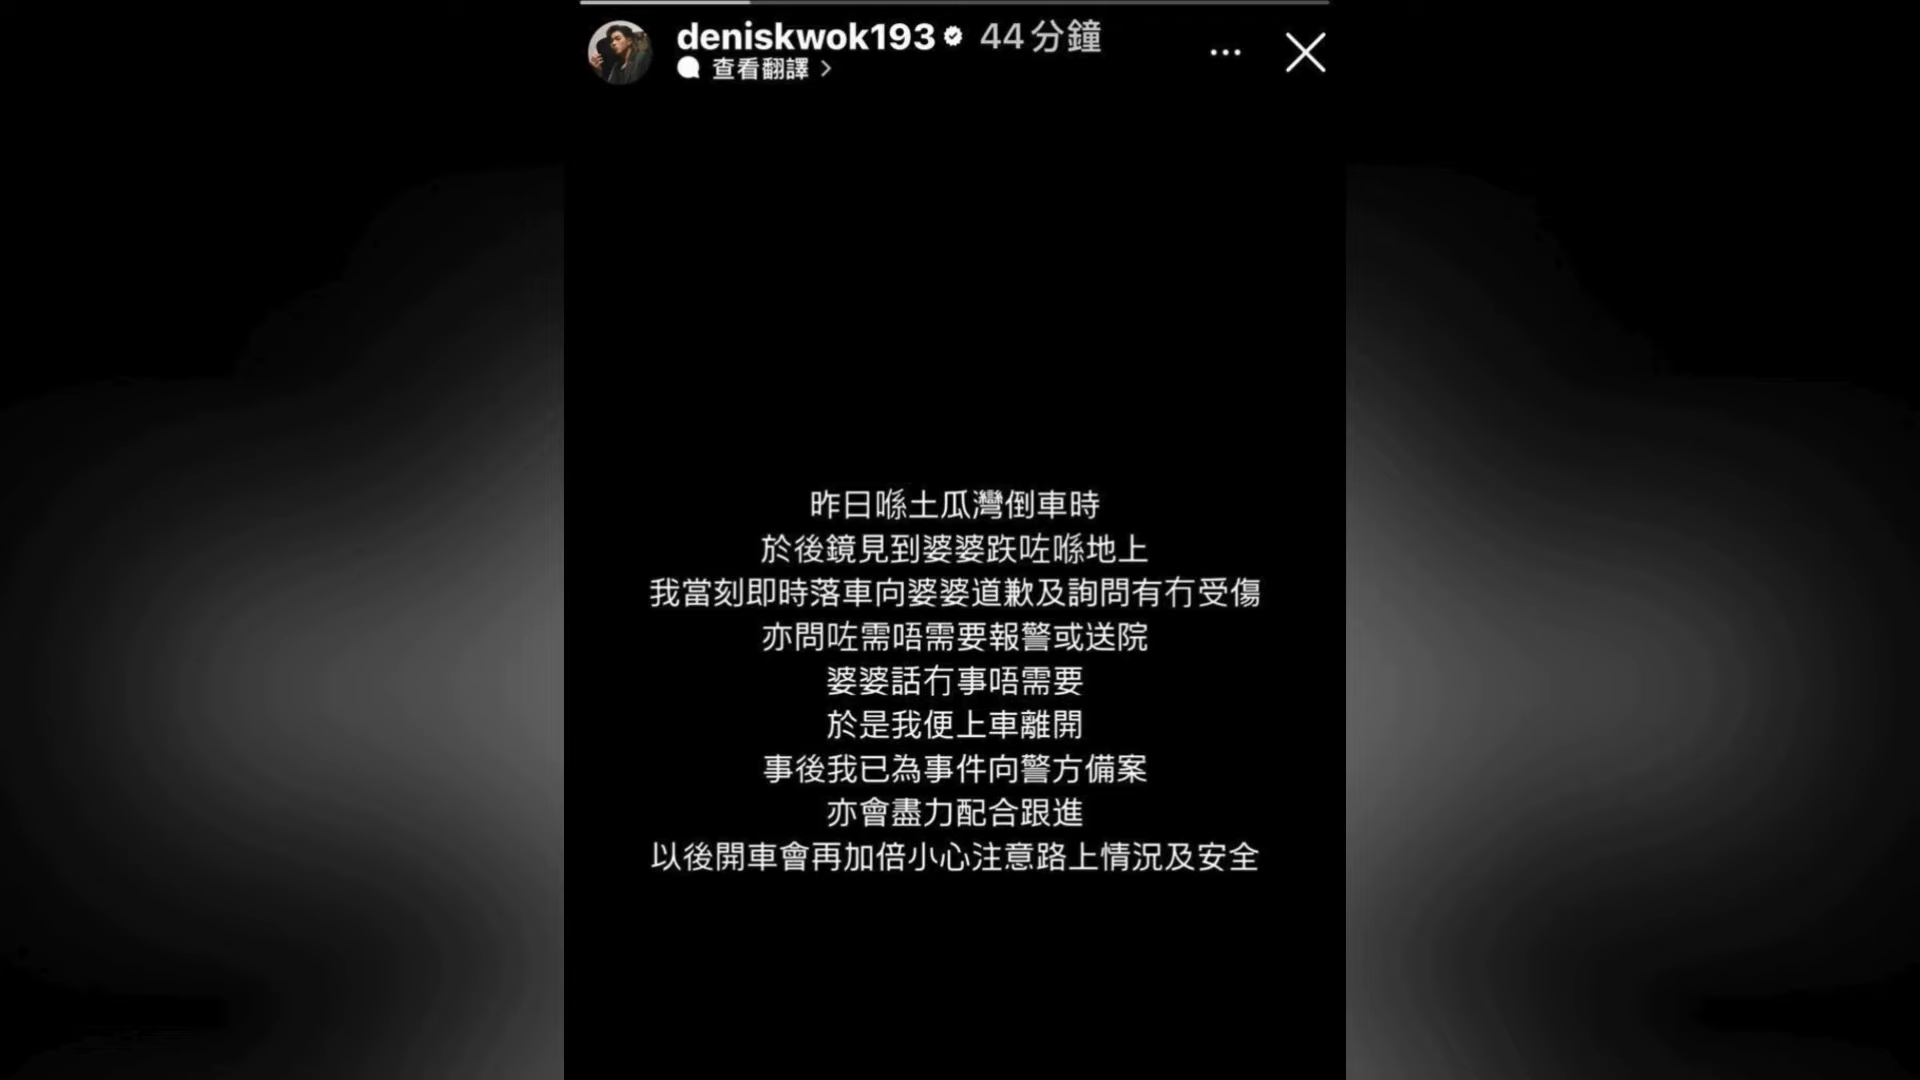 deniskwok193 44分鐘
查看翻譯
昨日喺土瓜灣倒車時
於後鏡見到婆婆跌咗喺地上
我當刻即時落車向婆婆道歉及詢問有冇受傷
亦問咗需唔需要報警或送院
婆婆話冇事唔需要
於是我便上車離開
事後我已為事件向警方備案
亦會盡力配合跟進
以後開車會再加倍小心注意路上情況及安全